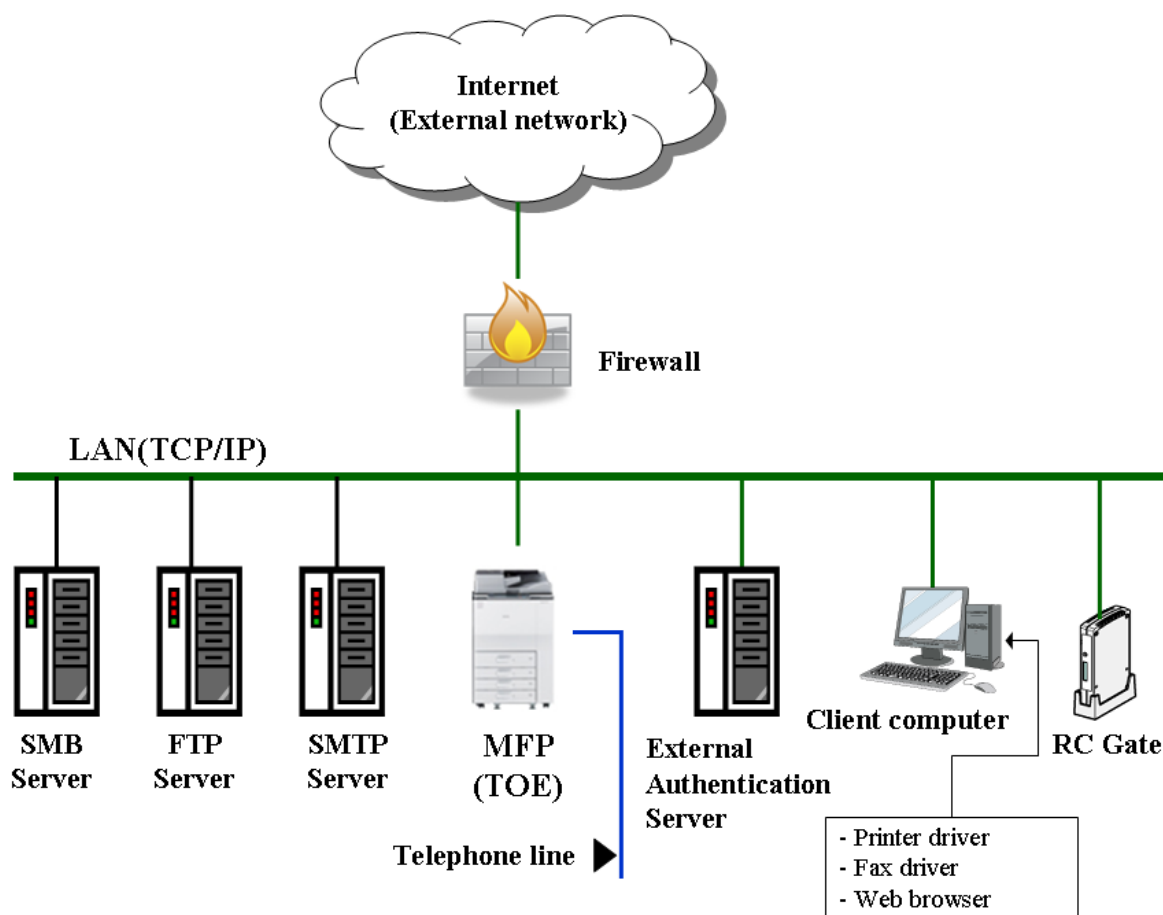 Internet
(External network)
Firewall
LAN(TCP/IP)
SMB
Server
FTP
Server
SMTP
Server
MFP
(TOE)
External
Authentication
Server
Client computer
RC Gate
Telephone line
- Printer driver
- Fax driver
- Web browser